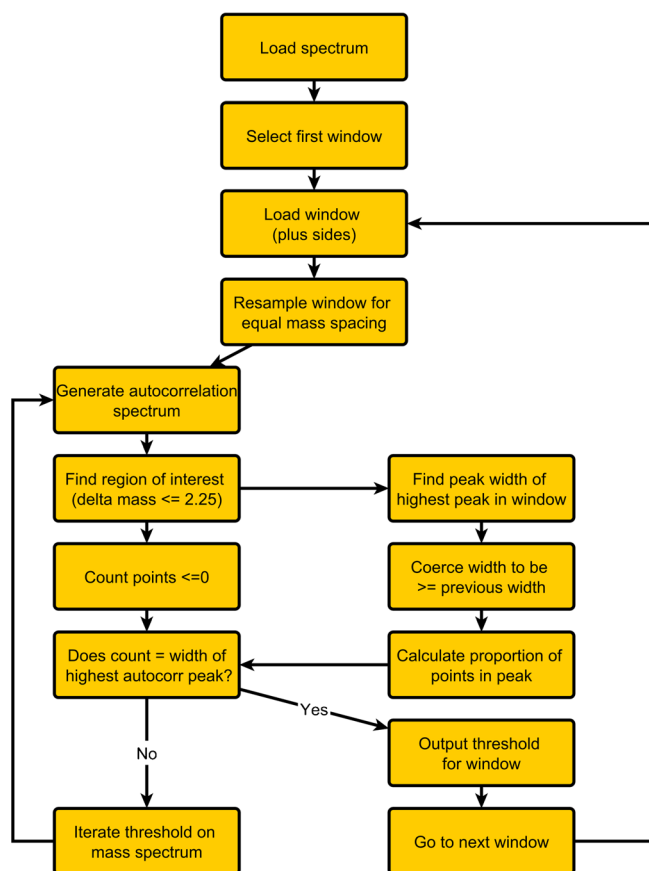 Load spectrum
Select first window
Load window
(plus sides)
Resample window for
equal mass spacing
Generate autocorrelation
spectrum
Find region of interest
(delta mass <= 2.25)
Find peak width of
highest peak in window
Count points <=0
Coerce width to be
>= previous width
Does count = width of
highest autocorr peak?
Calculate proportion of
points in peak
Yes
No
Output threshold
for window
Iterate threshold on
mass spectrum
Go to next window